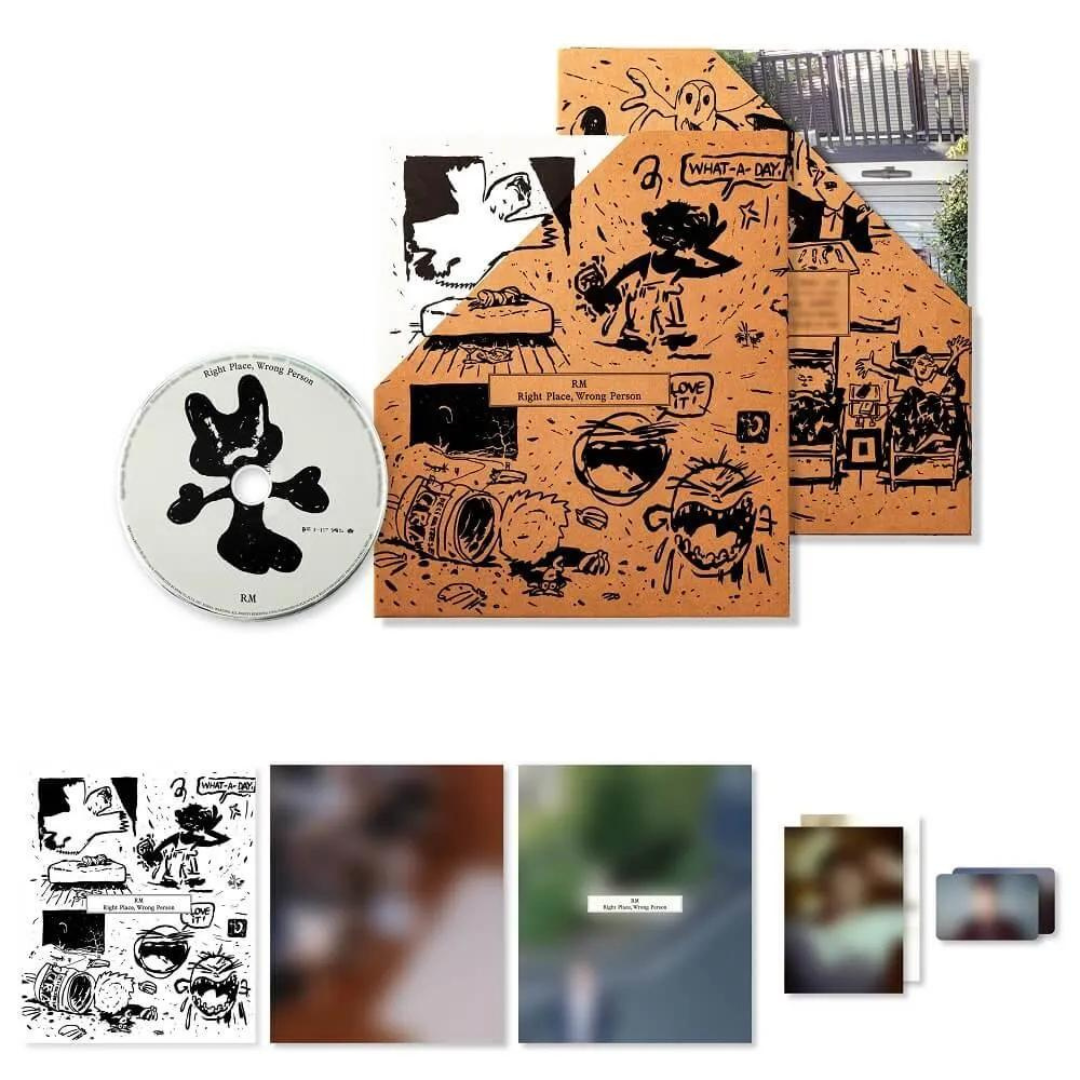 WHAT-A-DAY.
Right Place, Wrong Person
RM
Right Place, Wrong Person
LOVE
IT!
RM
WHAT-A-DAY.
RM
Right Place, Wrong Person
LOVE
IT!
RM
Right Place, Wrong Person